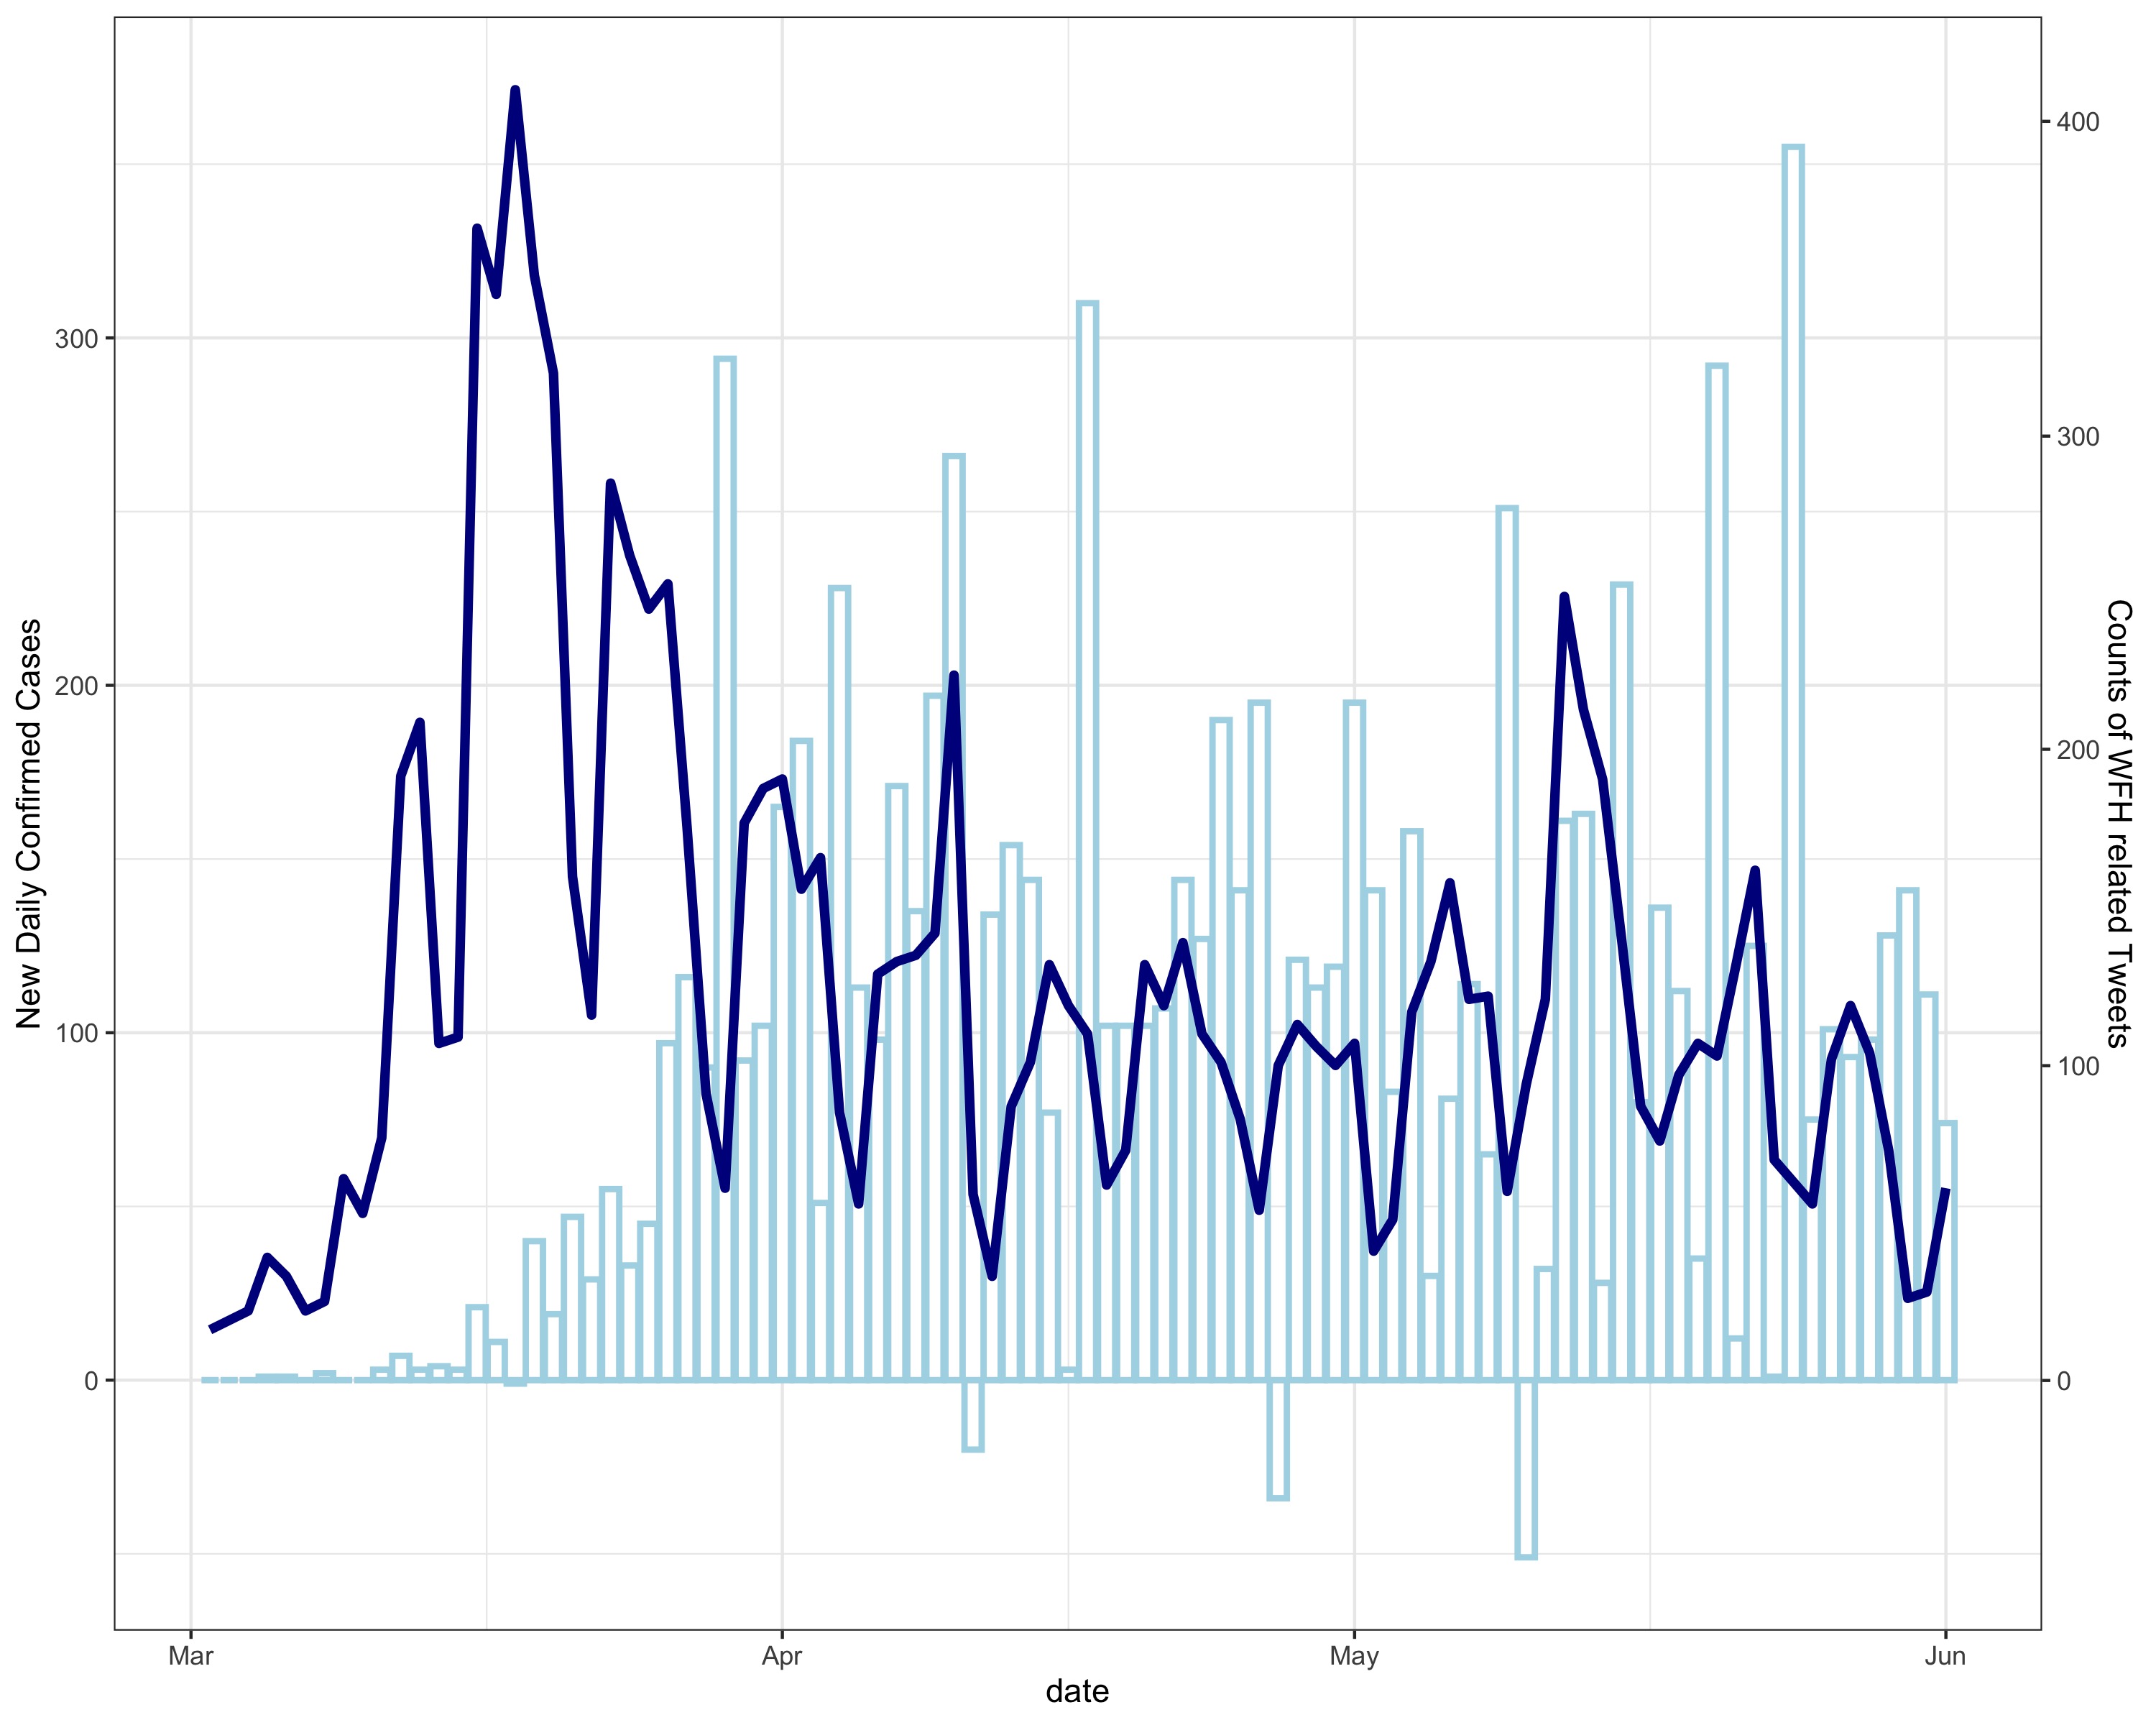 New Daily Confirmed Cases
300
200
100
0
400
300
200
100
0
Counts of WFH related Tweets
Mar
Apr
May
Jun
date